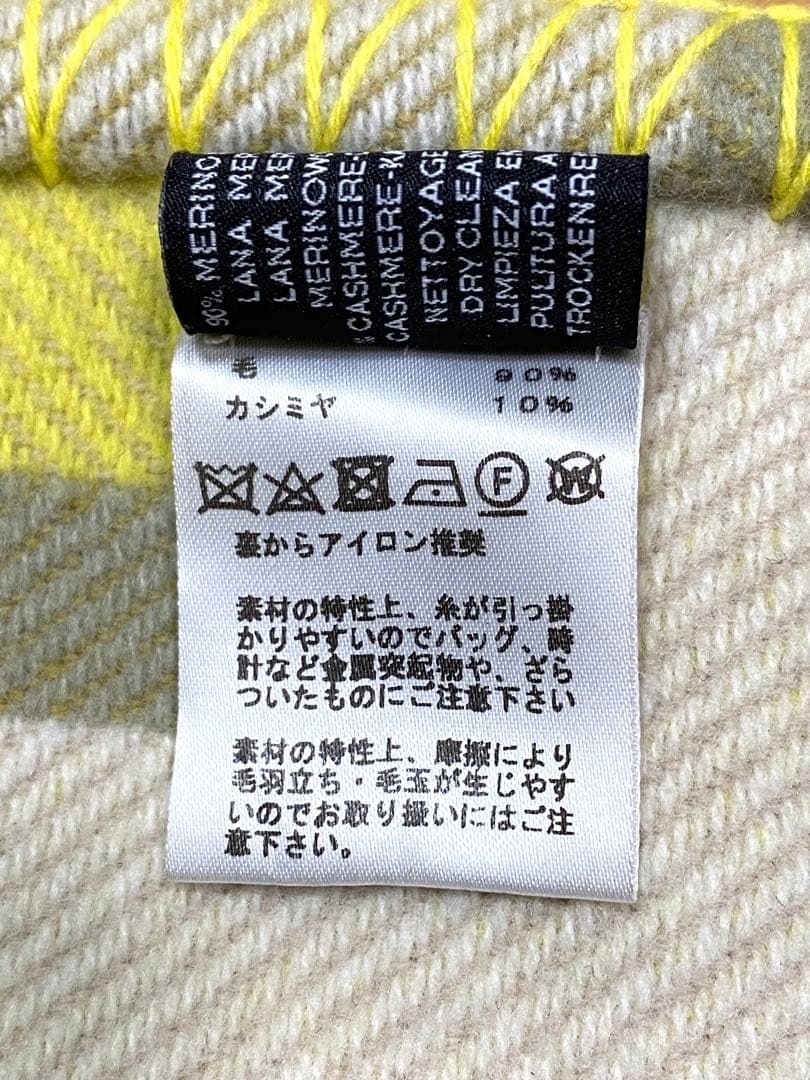 90% MERINO
LANA ME
LANA ME
MERINOW
% CASHMERE-
CASHMERE-K
NETTOYAGE
DRY CLEAN
LIMPIEZA E
PULITURA A
TROCKENRE
毛 90%
カシミヤ 10%
F W
裏からアイロン推奨
素材の特性上、糸が引っ掛
かりやすいのでバッグ、時
計など金属突起物や、ざら
ついたものにご注意下さい
素材の特性上、摩擦により
毛羽立ち・毛玉が生じやす
いのでお取り扱いにはご注
意下さい。